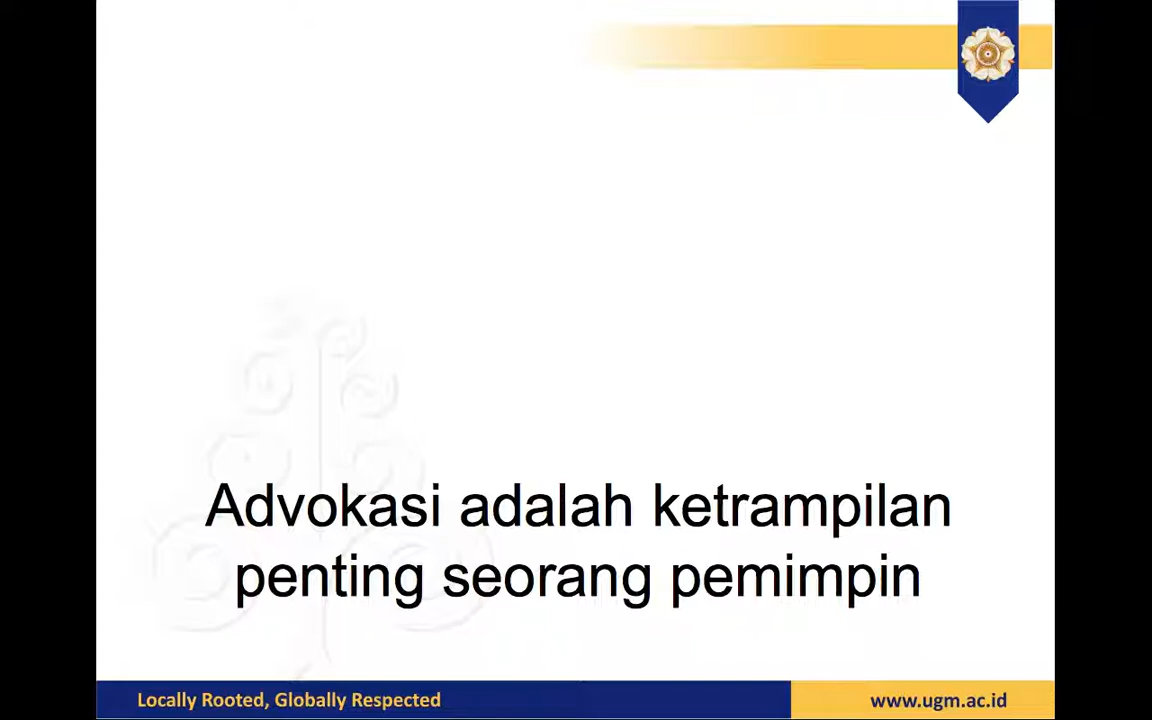 Advokasi adalah ketrampilan
penting seorang pemimpin
Locally Rooted, Globally Respected
www.ugm.ac.id